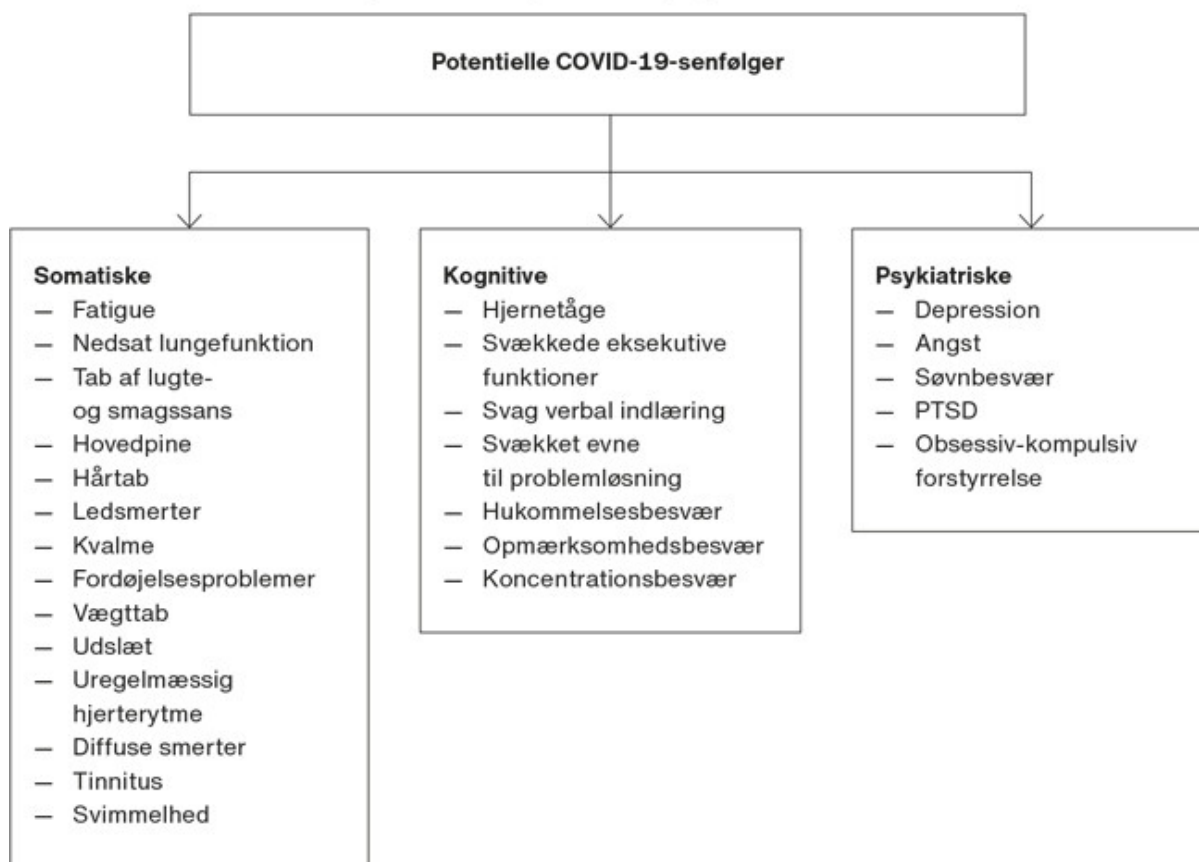 Potentielle COVID-19-senfølger
Somatiske
— Fatigue
— Nedsat lungefunktion
— Tab af lugte-
og smagssans
— Hovedpine
— Hårtab
— Ledsmerter
— Kvalme
— Fordøjelsesproblemer
— Vægttab
— Udslæt
— Uregelmæssig
hjerterytme
— Diffuse smerter
— Tinnitus
— Svimmelhed
Kognitive
— Hjernetåge
— Svækkede eksekutive
funktioner
— Svag verbal indlæring
— Svækket evne
til problemløsning
— Hukommelsesbesvær
— Opmærksomhedsbesvær
— Koncentrationsbesvær
Psykiatriske
— Depression
— Angst
— Søvnbesvær
— PTSD
— Obsessiv-kompulsiv
forstyrrelse